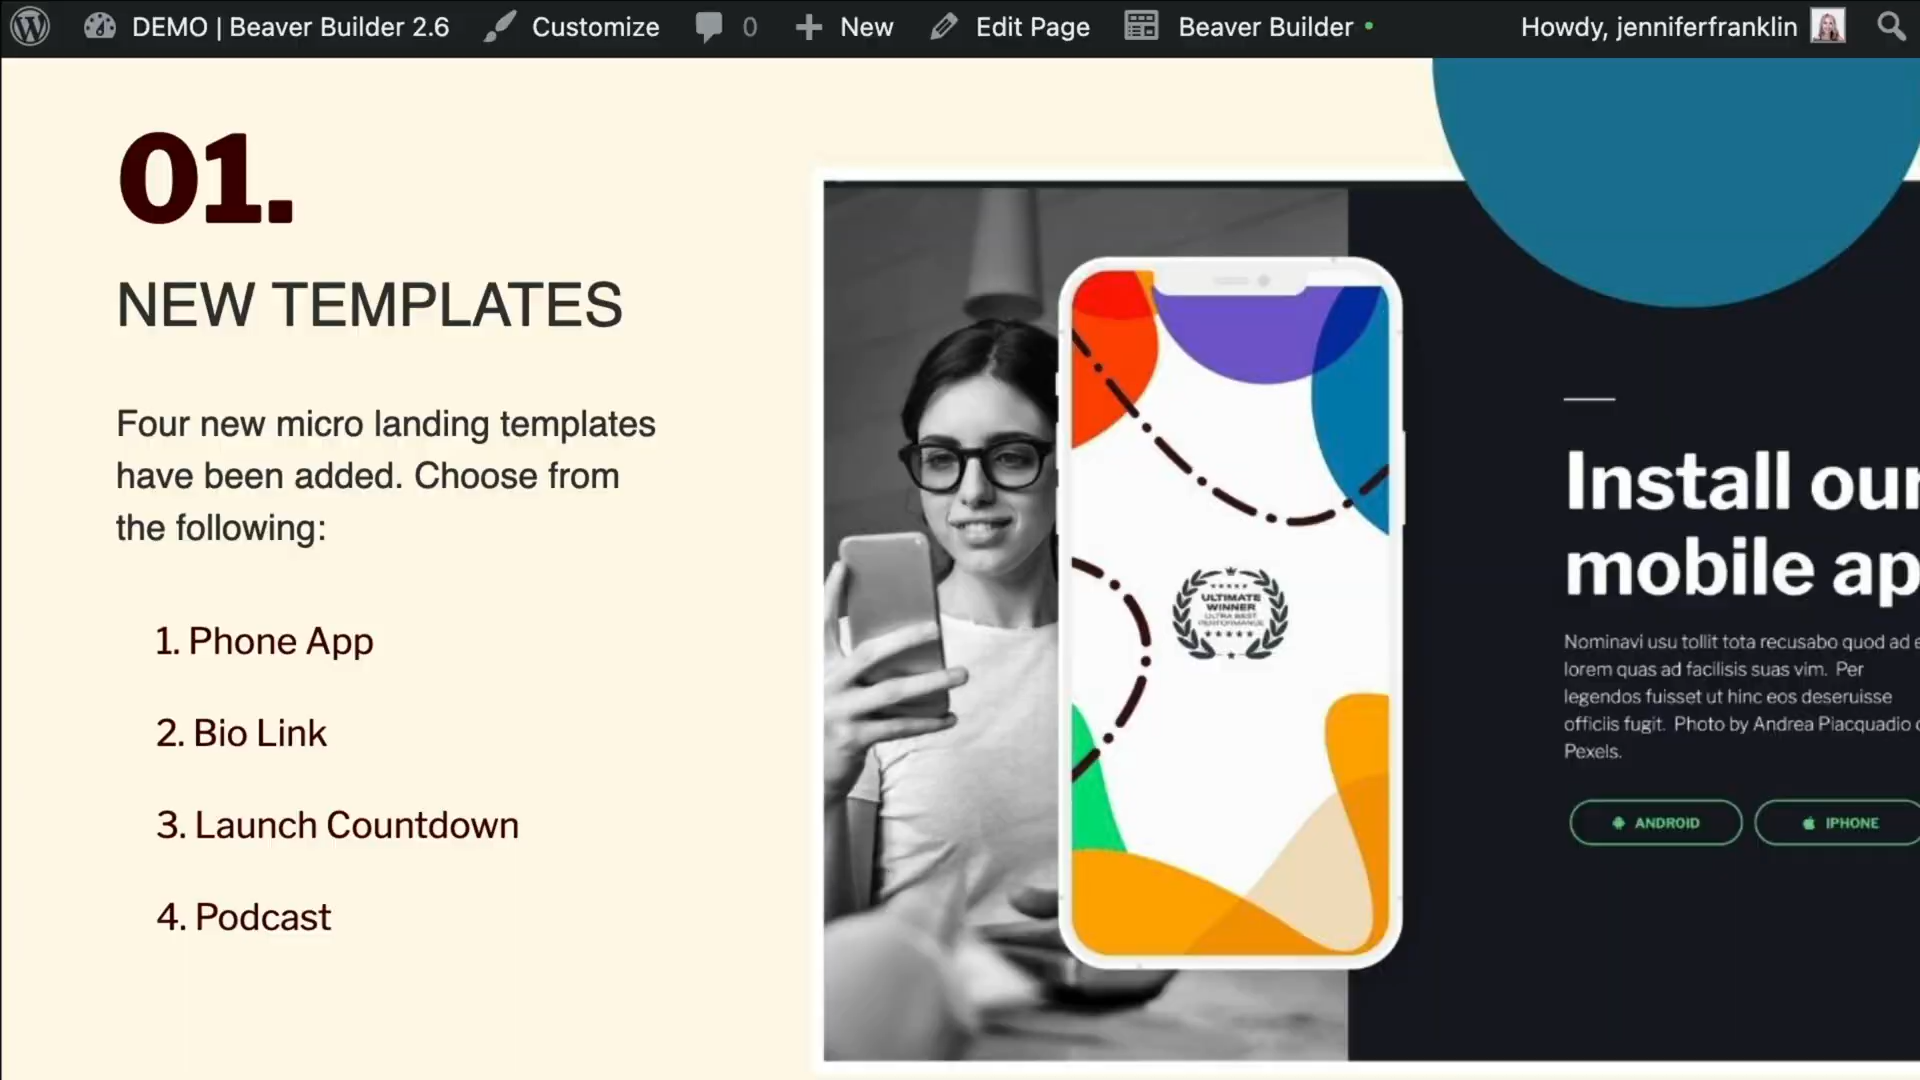 DEMO | Beaver Builder 2.6 Customize 0 New Edit Page Beaver Builder Howdy, jenniferfranklin
01.
NEW TEMPLATES
Four new micro landing templates
have been added. Choose from
the following:
1. Phone App
2. Bio Link
3. Launch Countdown
4. Podcast
ULTIMATE
WINNER
ULTRA BEST
PERFORMANCE
Install our
mobile ap
Nominavi usu tollit tota recusabo quod ad e
lorem quas ad facilisis suas vim. Per
legendos fuisset ut hinc eos deseruisse
officiis fugit. Photo by Andrea Piacquadio
Pexels.
ANDROID IPHONE